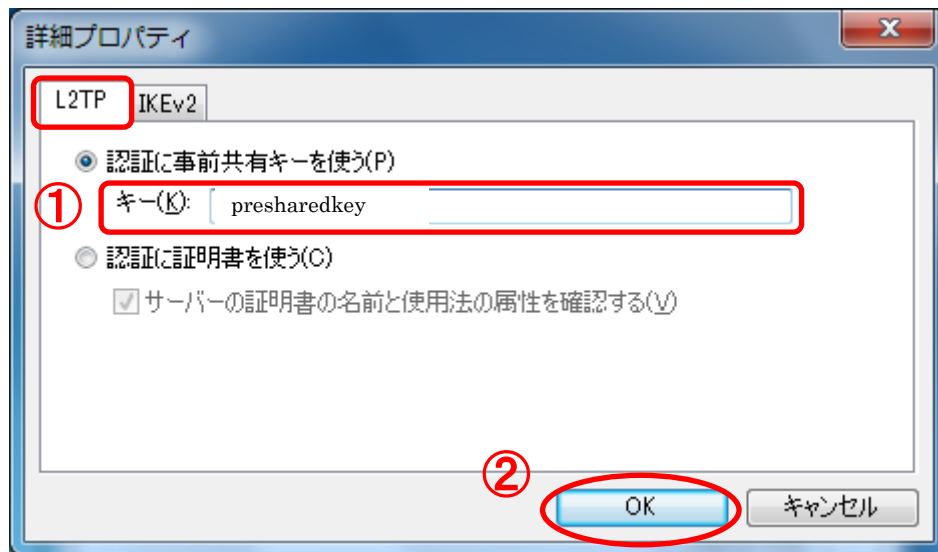 詳細プロパティ
L2TP IKEv2
認証に事前共有キーを使う(P)
① キー(K): presharedkey
認証に証明書を使う(C)
サーバーの証明書の名前と使用法の属性を確認する(V)
②
OK キャンセル